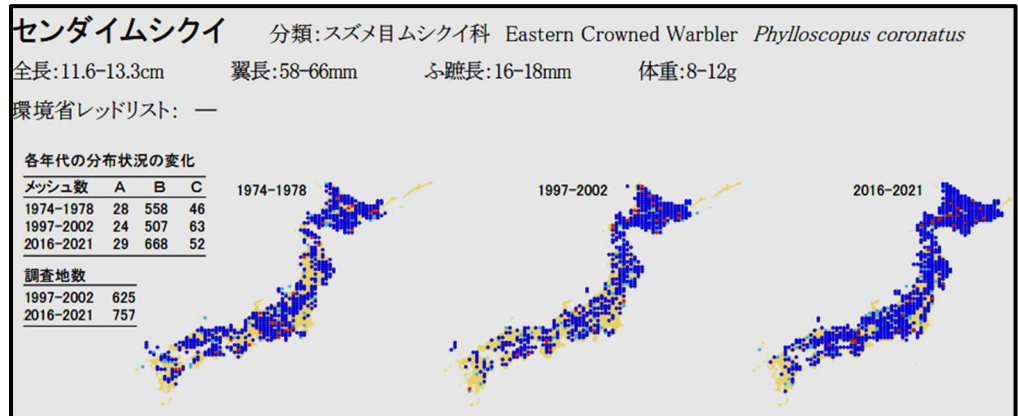 センダイムシクイ 分類:スズメ目ムシクイ科 Eastern Crowned Warbler Phylloscopus coronatus
全長:11.6-13.3cm 翼長:58-66mm ふ蹠長:16-18mm 体重:8-12g
環境省レッドリスト: ―
各年代の分布状況の変化
メッシュ数 A B C
1974-1978 28 558 46
1997-2002 24 507 63
2016-2021 29 668 52
調査地数
1997-2002 625
2016-2021 757
1974-1978
1997-2002
2016-2021